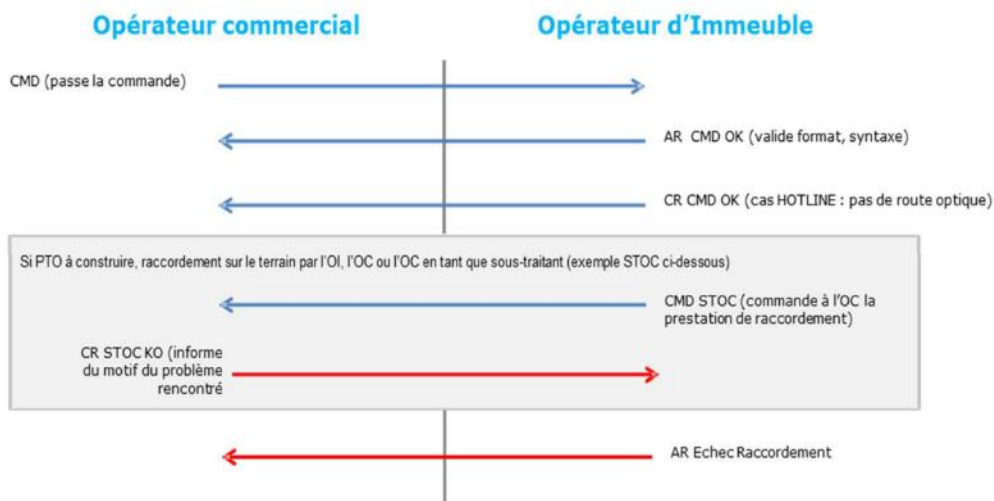 Opérateur commercial
Opérateur d'Immeuble
CMD (passe la commande)
AR CMD OK (valide format, syntaxe)
CR CMD OK (cas HOTLINE : pas de route optique)
Si PTO à construire, raccordement sur le terrain par l'OI, l'OC ou l'OC en tant que sous-traitant (exemple STOC ci-dessous)
CMD STOC (commande à l'OC la
prestation de raccordement)
CR STOC KO (informe
du motif du problème
rencontré
AR Echec Raccordement